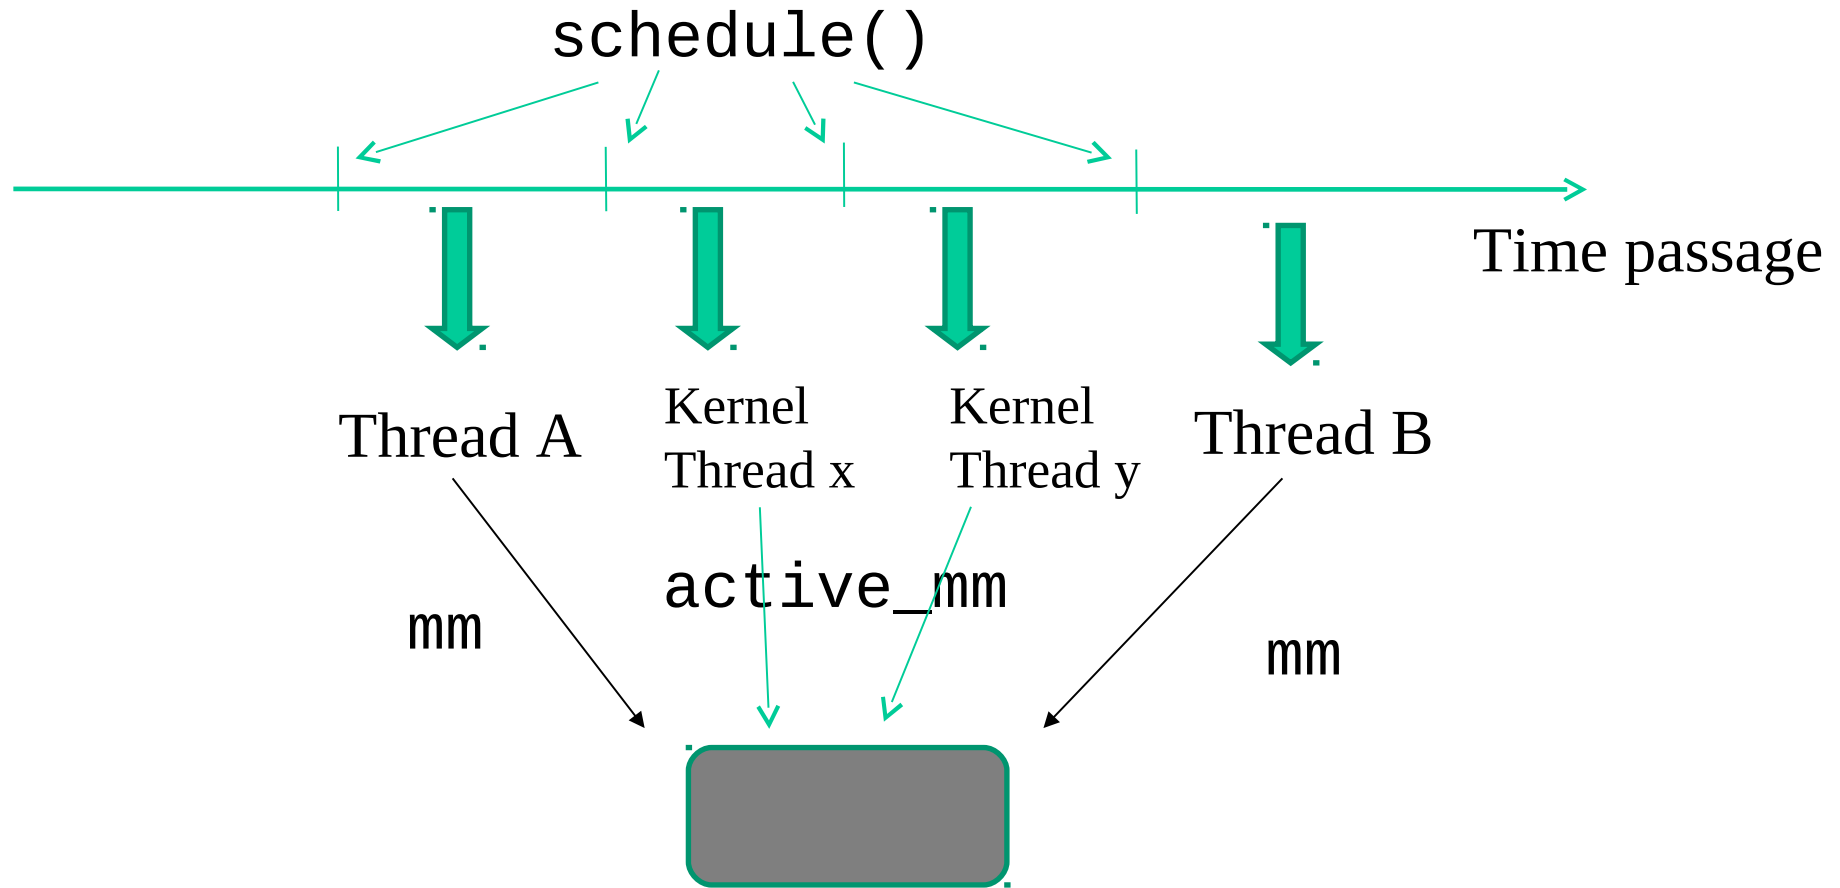 schedule()
Time passage
Thread A
Kernel
Thread x
Kernel
Thread y
Thread B
active_mm
mm
mm